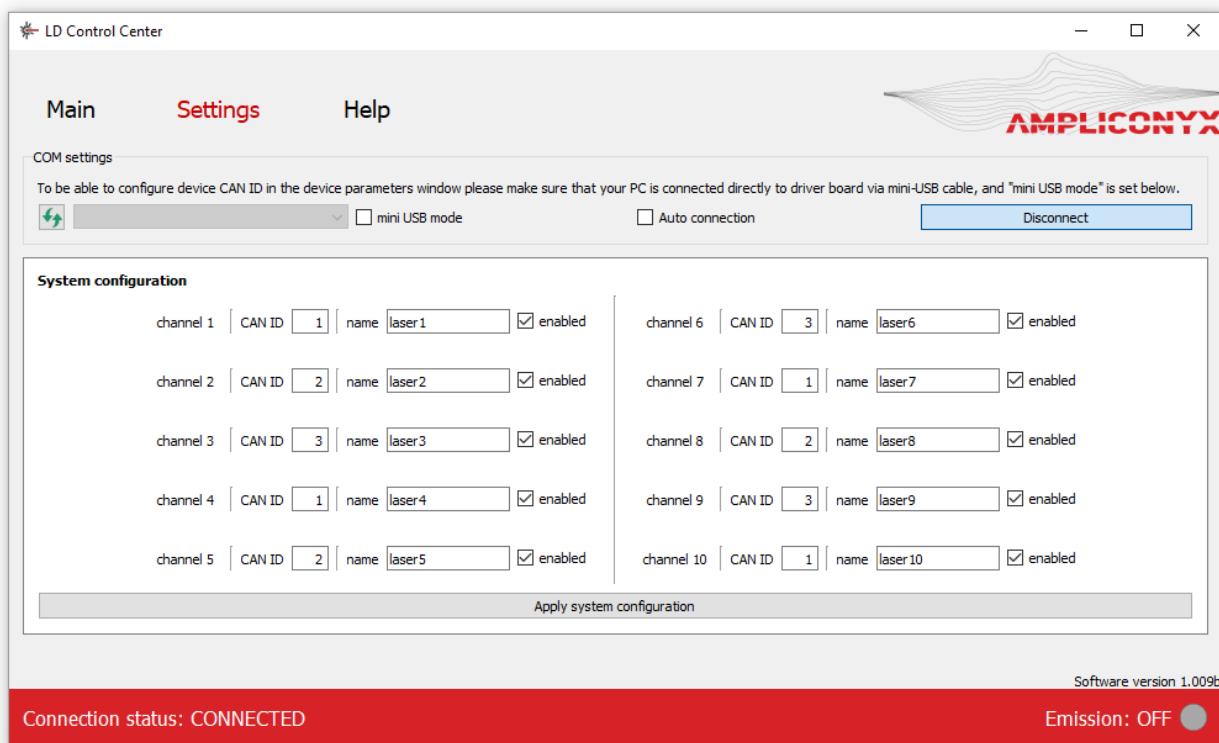 LD Control Center
Main Settings Help
AMPLICONYX
COM settings
To be able to configure device CAN ID in the device parameters window please make sure that your PC is connected directly to driver board via mini-USB cable, and "mini USB mode" is set below.
mini USB mode Auto connection Disconnect
System configuration
channel 1 CAN ID 1 name laser1 enabled channel 6 CAN ID 3 name laser6 enabled
channel 2 CAN ID 2 name laser2 enabled channel 7 CAN ID 1 name laser7 enabled
channel 3 CAN ID 3 name laser3 enabled channel 8 CAN ID 2 name laser8 enabled
channel 4 CAN ID 1 name laser4 enabled channel 9 CAN ID 3 name laser9 enabled
channel 5 CAN ID 2 name laser5 enabled channel 10 CAN ID 1 name laser10 enabled
Apply system configuration
Software version 1.009b
Connection status: CONNECTED Emission: OFF